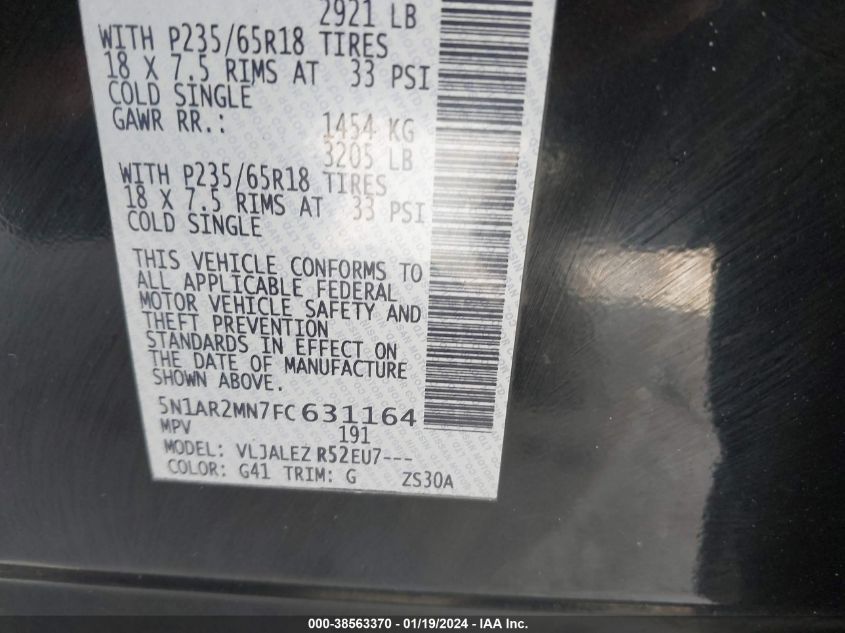 2921 LB
WITH P235/65R18 TIRES
18 X 7.5 RIMS AT 33 PSI
COLD SINGLE
GAWR RR.: 1454 KG
3205 LB
WITH P235/65R18 TIRES
18 X 7.5 RIMS AT 33 PSI
COLD SINGLE
THIS VEHICLE CONFORMS TO
ALL APPLICABLE FEDERAL
MOTOR VEHICLE SAFETY AND
THEFT PREVENTION
STANDARDS IN EFFECT ON
THE DATE OF MANUFACTURE
SHOWN ABOVE.
5N1AR2MN7FC631164
MPV 191
MODEL: VLJALEZ R52EU7---
COLOR: G41 TRIM: G ZS30A
000-38563370 - 01/19/2024 - IAA Inc.